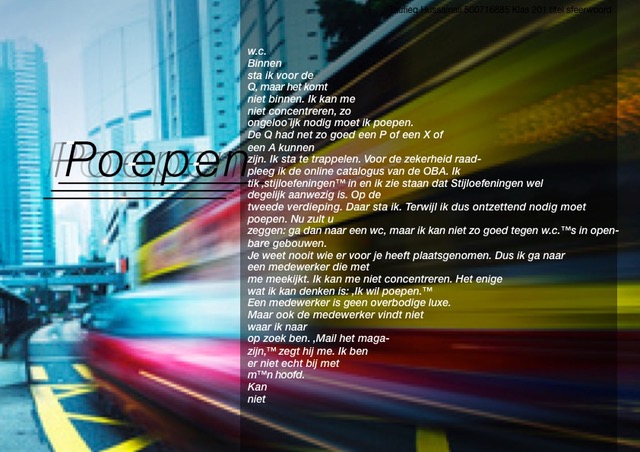 500716865 Klas 201 titel sfeerwoord
Poepen
w.c.
Binnen
sta ik voor de
Q, maar het komt
niet binnen. Ik kan me
niet concentreren, zo
ongeloo˜ijk nodig moet ik poepen.
De Q had net zo goed een P of een X of
een A kunnen
zijn. Ik sta te trappelen. Voor de zekerheid raad-
pleeg ik de online catalogus van de OBA. Ik
tik ‚stijloefeningen™ in en ik zie staan dat Stijloefeningen wel
degelijk aanwezig is. Op de
tweede verdieping. Daar sta ik. Terwijl ik dus ontzettend nodig moet
poepen. Nu zult u
zeggen: ga dan naar een wc, maar ik kan niet zo goed tegen w.c.™s in open-
bare gebouwen.
Je weet nooit wie er voor je heeft plaatsgenomen. Dus ik ga naar
een medewerker die met
me meekijkt. Ik kan me niet concentreren. Het enige
wat ik kan denken is: ‚Ik wil poepen.™
Een medewerker is geen overbodige luxe.
Maar ook de medewerker vindt niet
waar ik naar
op zoek ben. ‚Mail het maga-
zijn,™ zegt hij me. Ik ben
er niet echt bij met
m™n hoofd.
Kan
niet